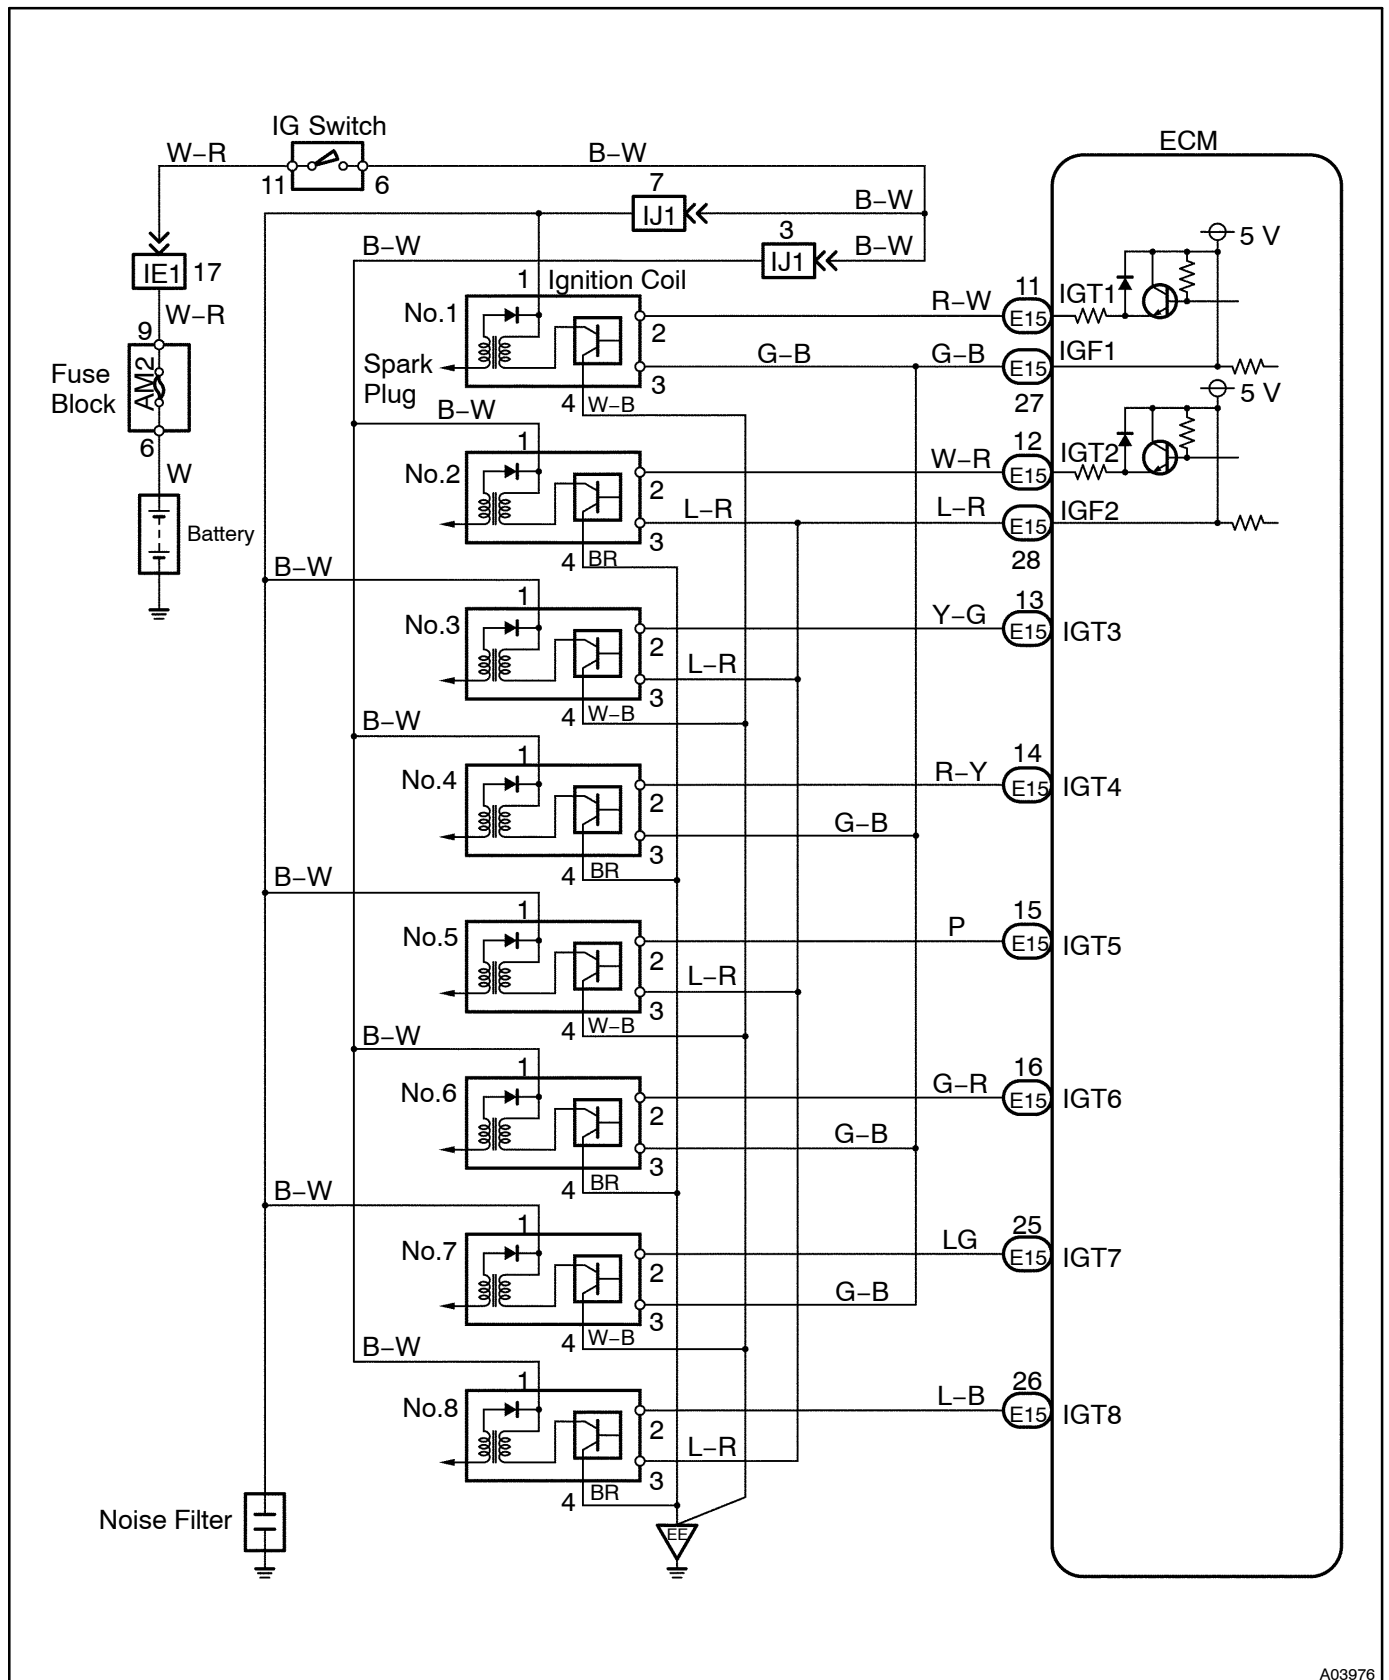 IG Switch
W–R
B–W
ECM
11
6
7
IJ1
B–W
3
B–W
IJ1
B–W
5 V
IE1
17
1
Ignition Coil
No.1
R–W
11
E15
IGT1
W–R
2
9
Fuse
Block
AM2
Spark
Plug
G–B
G–B
E15
IGF1
3
27
5 V
4
W–B
B–W
6
1
12
W
No.2
W–R
E15
IGT2
2
Battery
L–R
L–R
E15
IGF2
3
28
4
BR
B–W
1
13
No.3
Y–G
E15
IGT3
2
L–R
3
4
W–B
B–W
1
14
No.4
R–Y
E15
IGT4
2
G–B
3
4
BR
B–W
1
15
No.5
P
E15
IGT5
2
L–R
3
4
W–B
B–W
1
16
No.6
G–R
E15
IGT6
2
G–B
3
4
BR
B–W
1
25
No.7
LG
E15
IGT7
2
G–B
3
4
W–B
B–W
1
26
No.8
L–B
E15
IGT8
2
L–R
3
4
BR
Noise Filter
EE
A03976